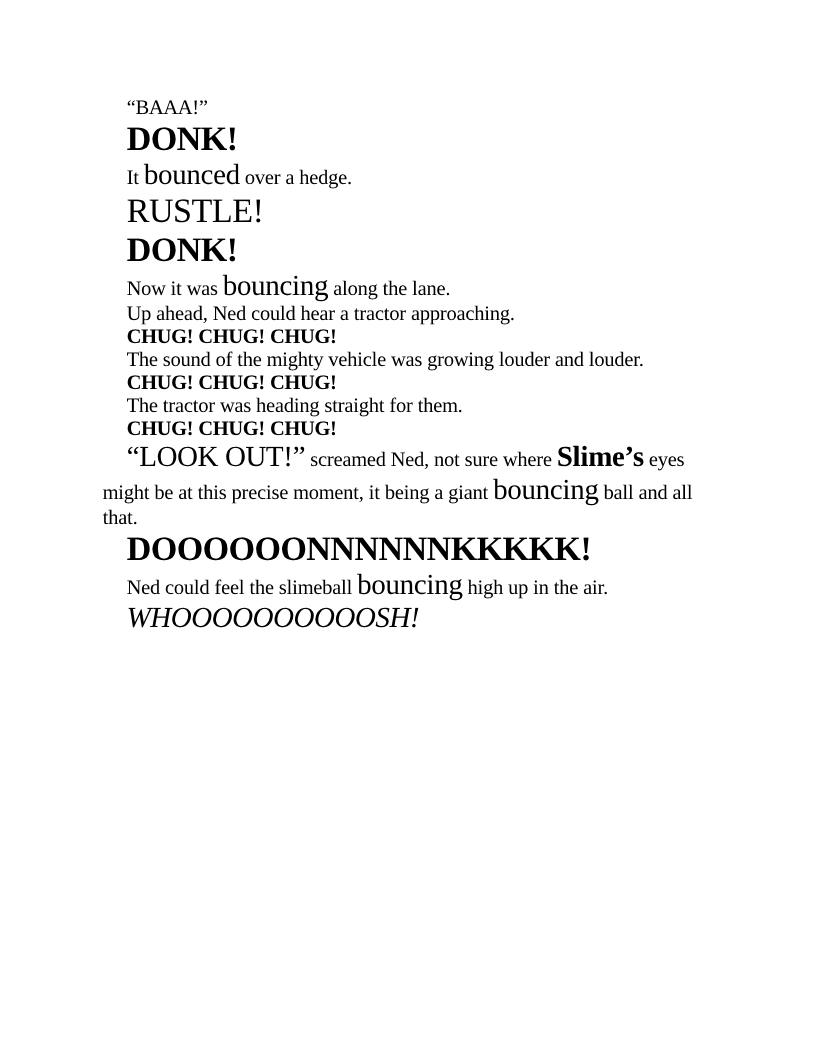 “BAAA!”
DONK!
It bounced over a hedge.
RUSTLE!
DONK!
Now it was bouncing along the lane.
Up ahead, Ned could hear a tractor approaching.
CHUG! CHUG! CHUG!
The sound of the mighty vehicle was growing louder and louder.
CHUG! CHUG! CHUG!
The tractor was heading straight for them.
CHUG! CHUG! CHUG!
“LOOK OUT!” screamed Ned, not sure where Slime’s eyes
might be at this precise moment, it being a giant bouncing ball and all
that.
DOOOOOONNNNNNKKKKK!
Ned could feel the slimeball bouncing high up in the air.
WHOOOOOOOOOOSH!